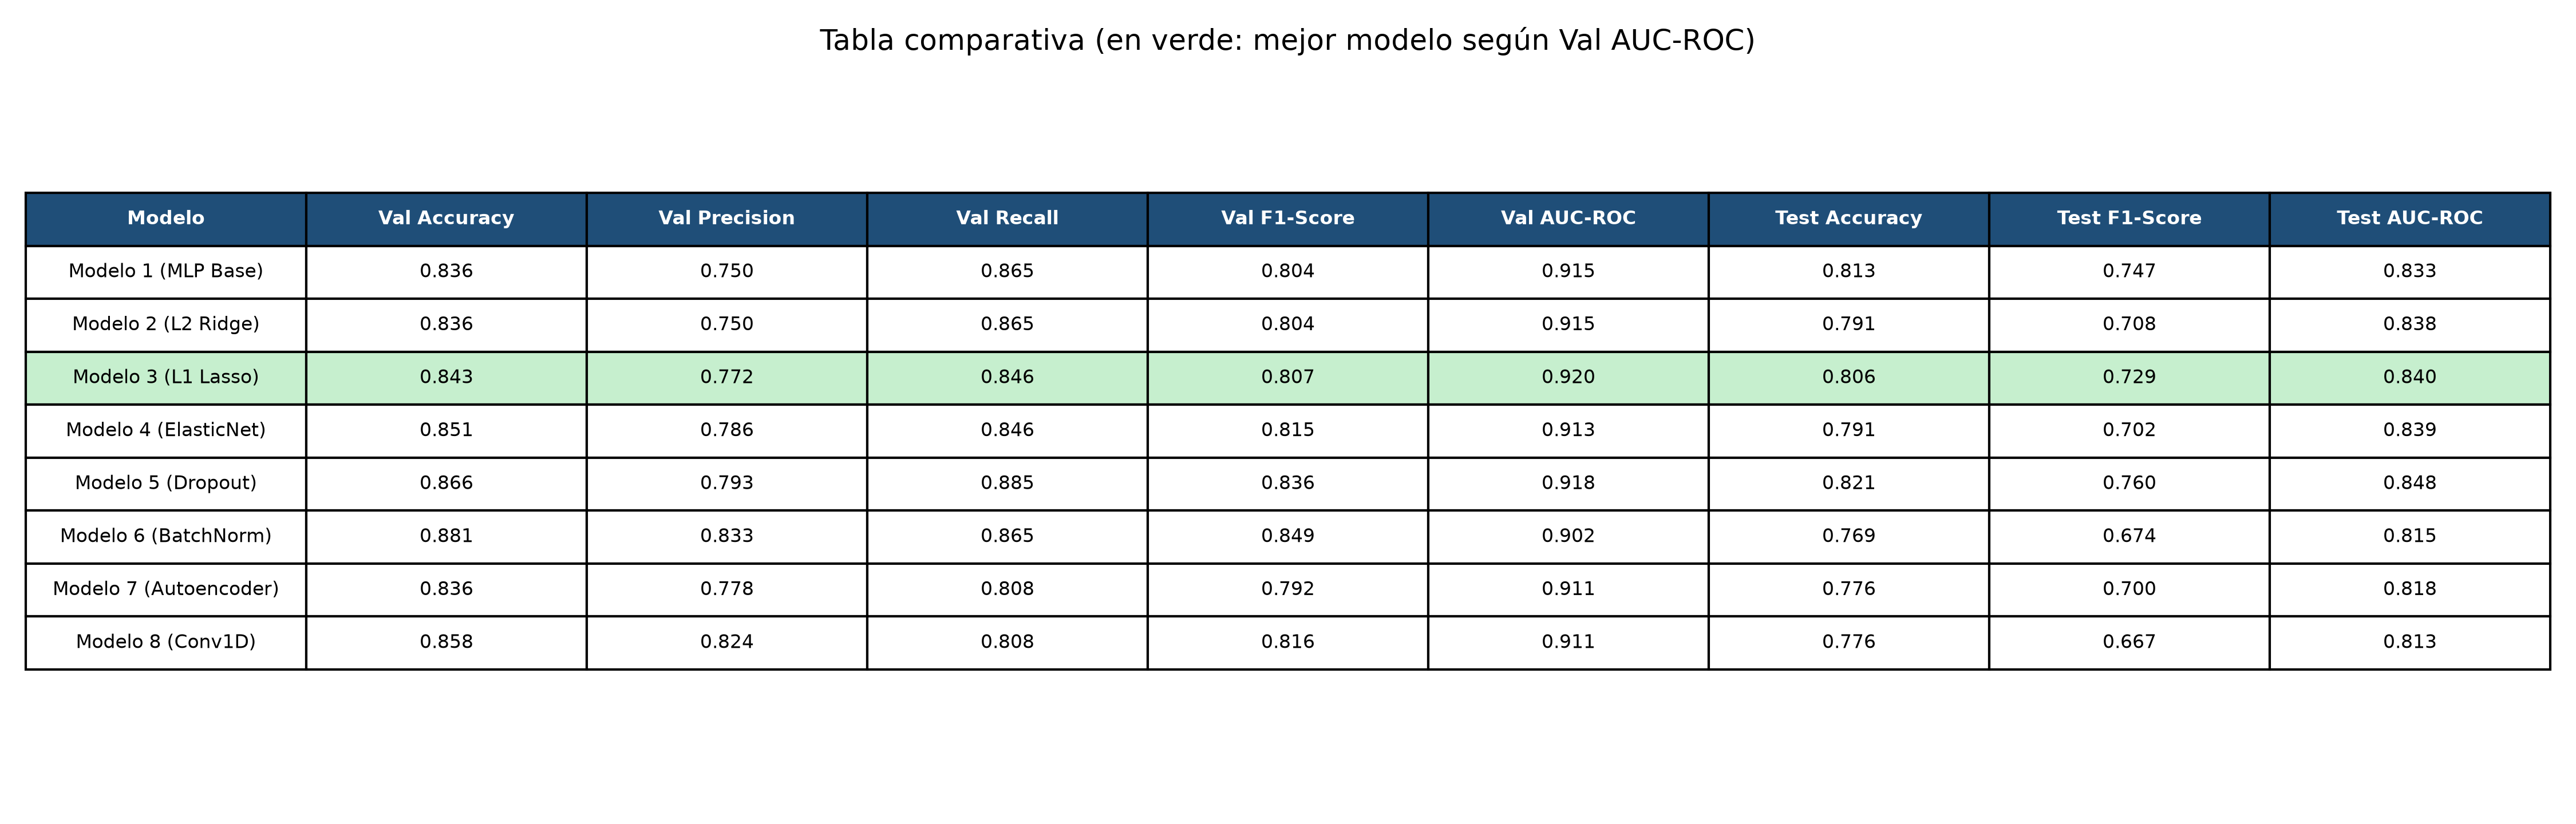 Tabla comparativa (en verde: mejor modelo según Val AUC-ROC)
Modelo Val Accuracy Val Precision Val Recall Val F1-Score Val AUC-ROC Test Accuracy Test F1-Score Test AUC-ROC
Modelo 1 (MLP Base) 0.836 0.750 0.865 0.804 0.915 0.813 0.747 0.833
Modelo 2 (L2 Ridge) 0.836 0.750 0.865 0.804 0.915 0.791 0.708 0.838
Modelo 3 (L1 Lasso) 0.843 0.772 0.846 0.807 0.920 0.806 0.729 0.840
Modelo 4 (ElasticNet) 0.851 0.786 0.846 0.815 0.913 0.791 0.702 0.839
Modelo 5 (Dropout) 0.866 0.793 0.885 0.836 0.918 0.821 0.760 0.848
Modelo 6 (BatchNorm) 0.881 0.833 0.865 0.849 0.902 0.769 0.674 0.815
Modelo 7 (Autoencoder) 0.836 0.778 0.808 0.792 0.911 0.776 0.700 0.818
Modelo 8 (Conv1D) 0.858 0.824 0.808 0.816 0.911 0.776 0.667 0.813